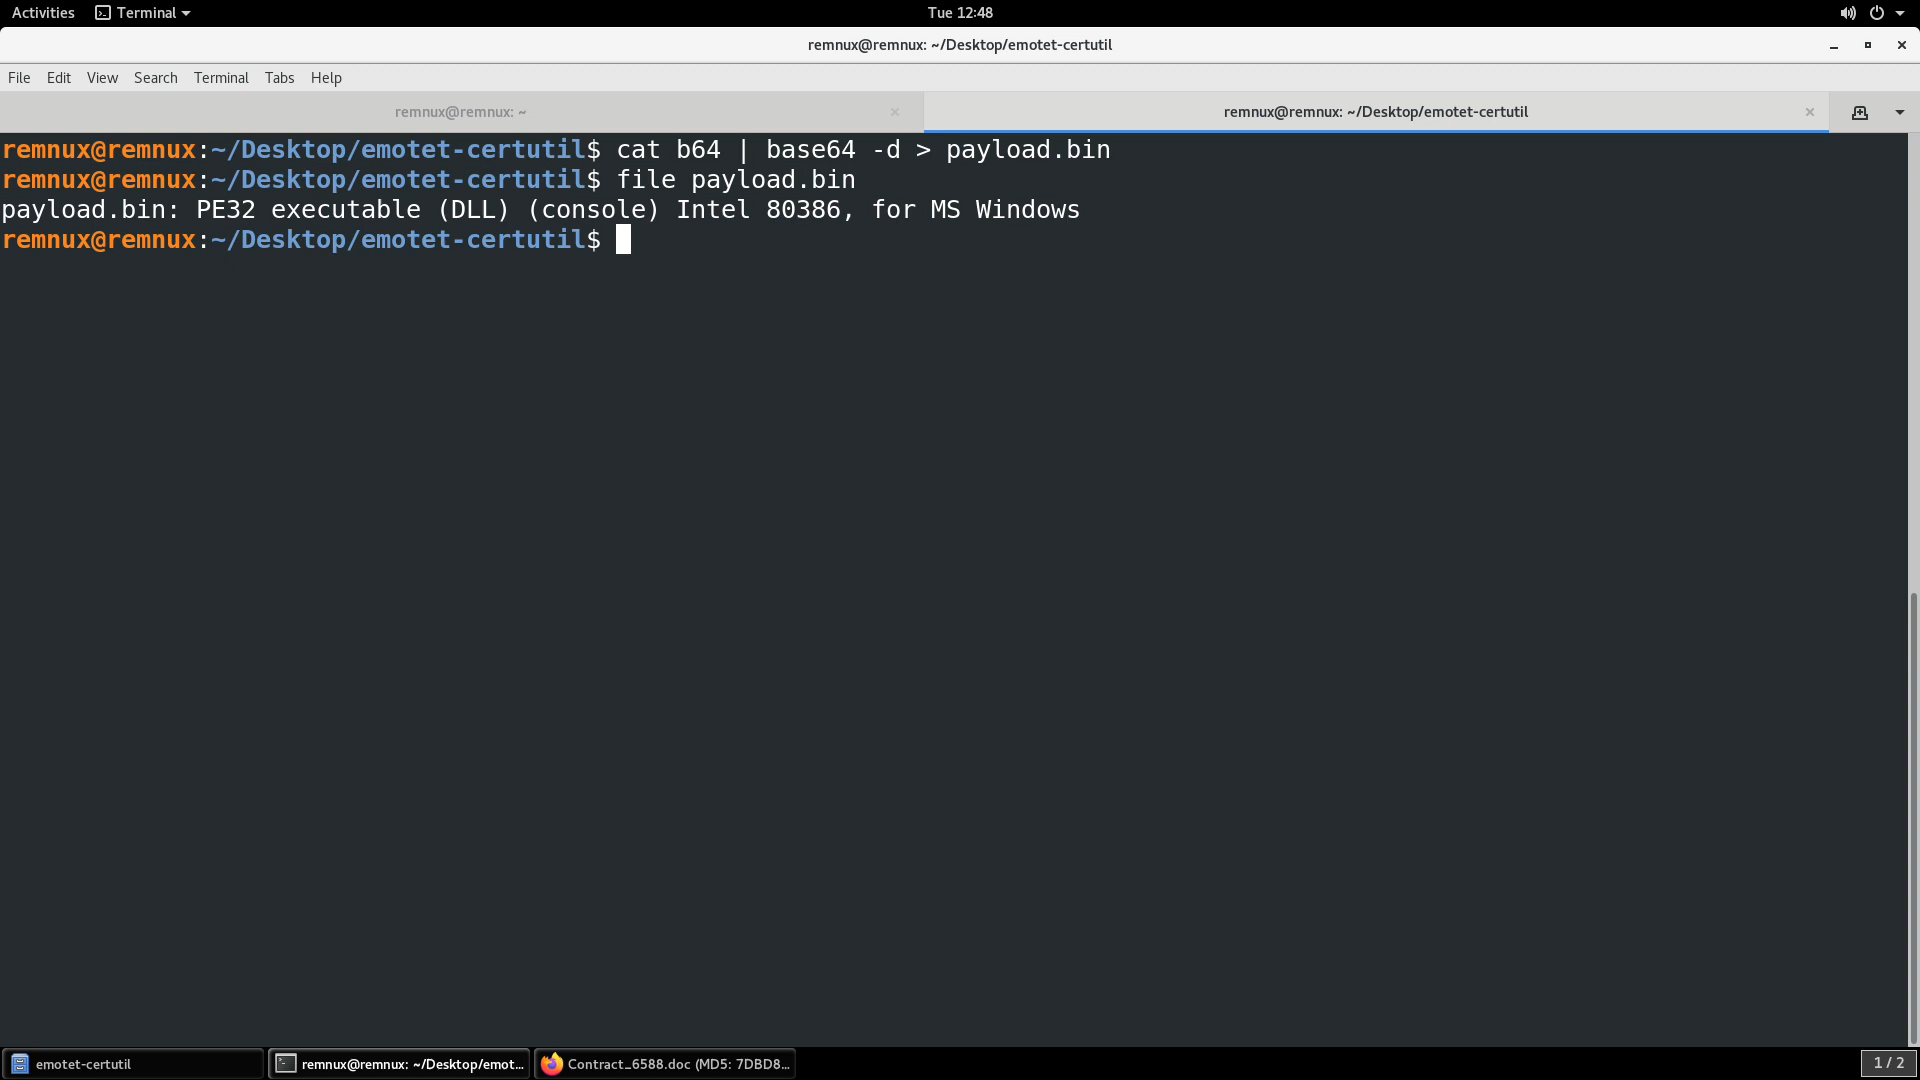 Activities Terminal Tue 12:48
remnux@remnux: ~/Desktop/emotet-certutil
File Edit View Search Terminal Tabs Help
remnux@remnux: ~ remnux@remnux: ~/Desktop/emotet-certutil
remnux@remnux:~/Desktop/emotet-certutil$ cat b64 | base64 -d > payload.bin
remnux@remnux:~/Desktop/emotet-certutil$ file payload.bin
payload.bin: PE32 executable (DLL) (console) Intel 80386, for MS Windows
remnux@remnux:~/Desktop/emotet-certutil$
emotet-certutil remnux@remnux: ~/Desktop/emot... Contract_6588.doc (MD5: 7DBD8... 1 / 2